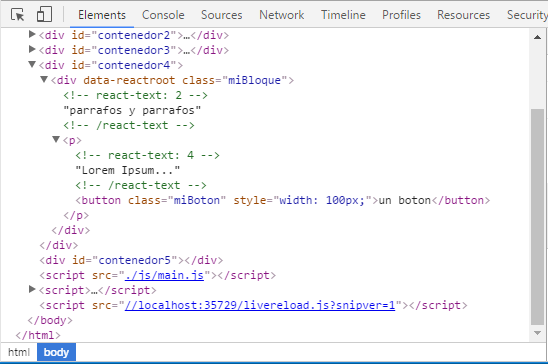 Elements Console Sources Network Timeline Profiles Resources Security
▶<div id="contenedor2">…</div>
▶<div id="contenedor3">…</div>
▼<div id="contenedor4">
▼<div data-reactroot class="miBloque">
<!-- react-text: 2 -->
"parrafos y parrafos"
<!-- /react-text -->
▼<p>
<!-- react-text: 4 -->
"Lorem Ipsum..."
<!-- /react-text -->
<button class="miBoton" style="width: 100px;">un boton</button>
</p>
</div>
</div>
<div id="contenedor5"></div>
<script src="./js/main.js"></script>
▶<script>…</script>
<script src="//localhost:35729/livereload.js?snipver=1"></script>
</body>
</html>
html body